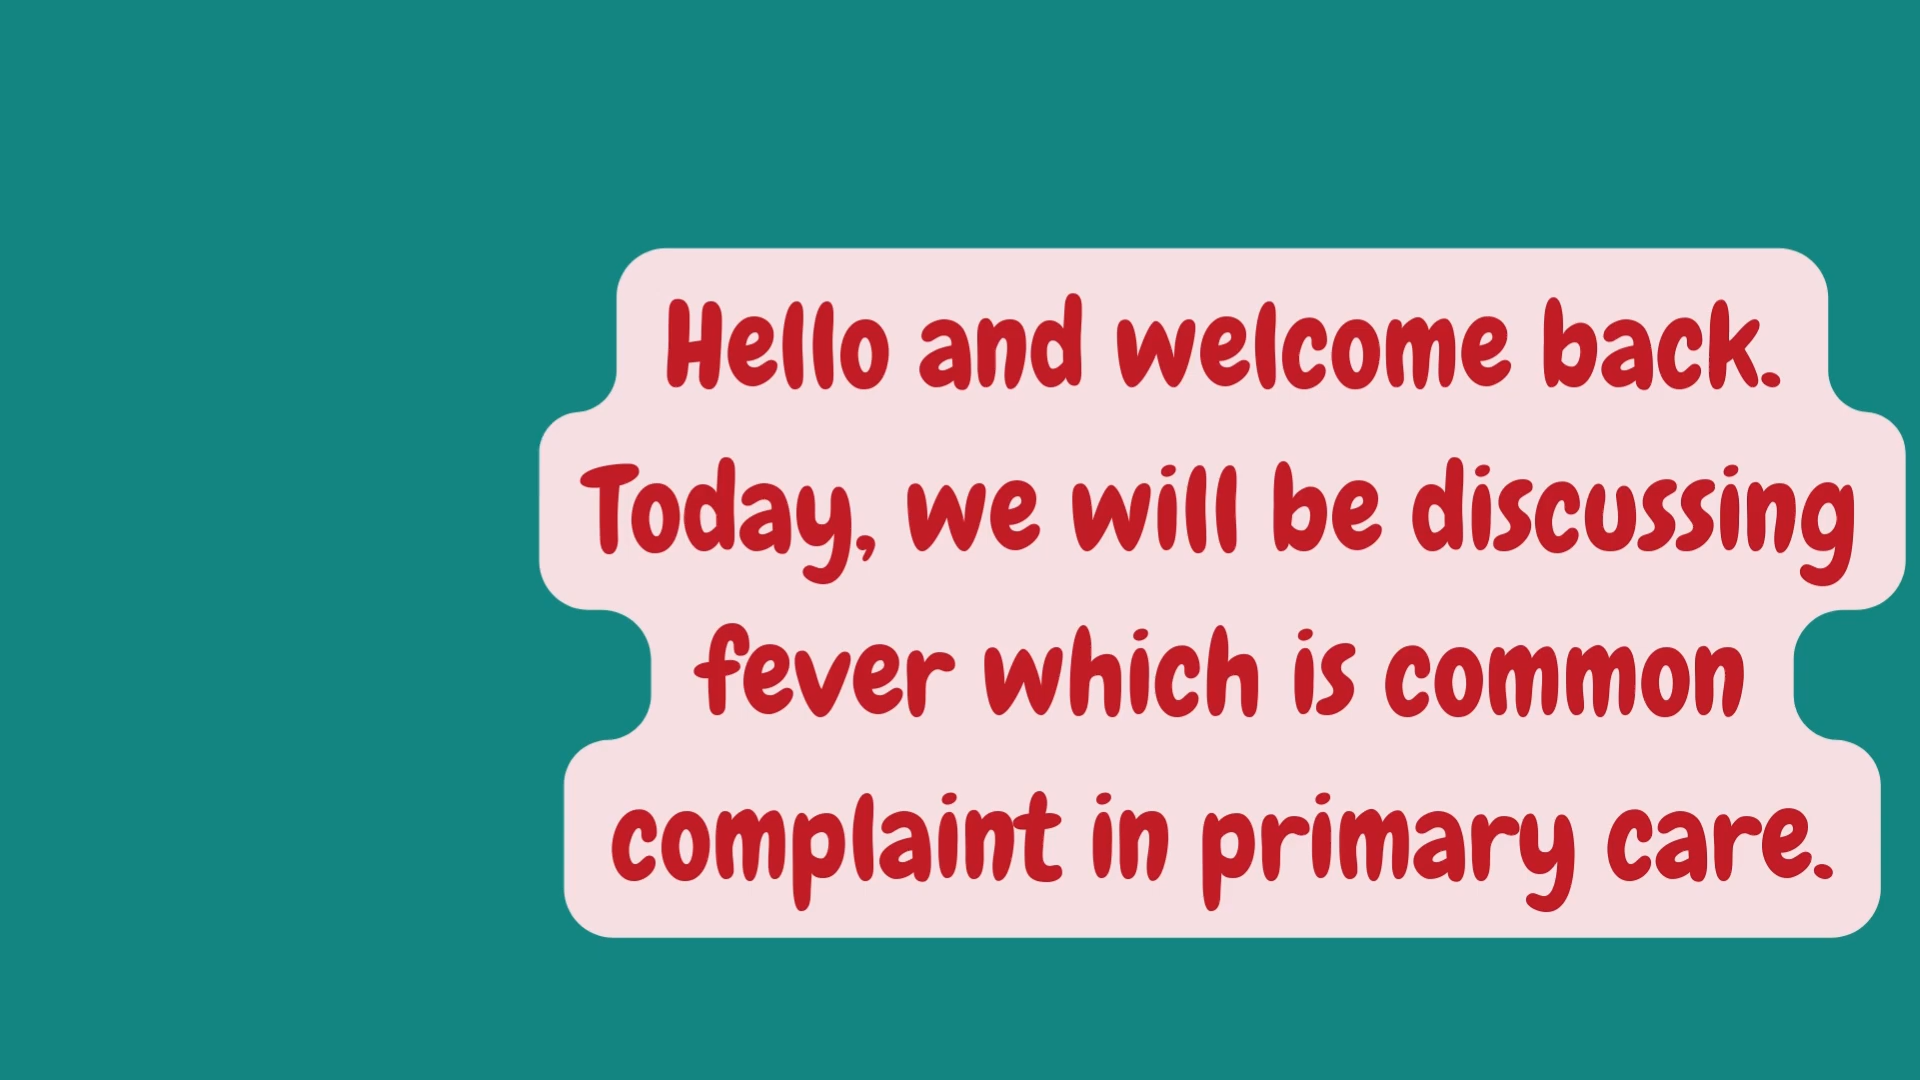 Hello and welcome back.
Today, we will be discussing
fever which is common
complaint in primary care.